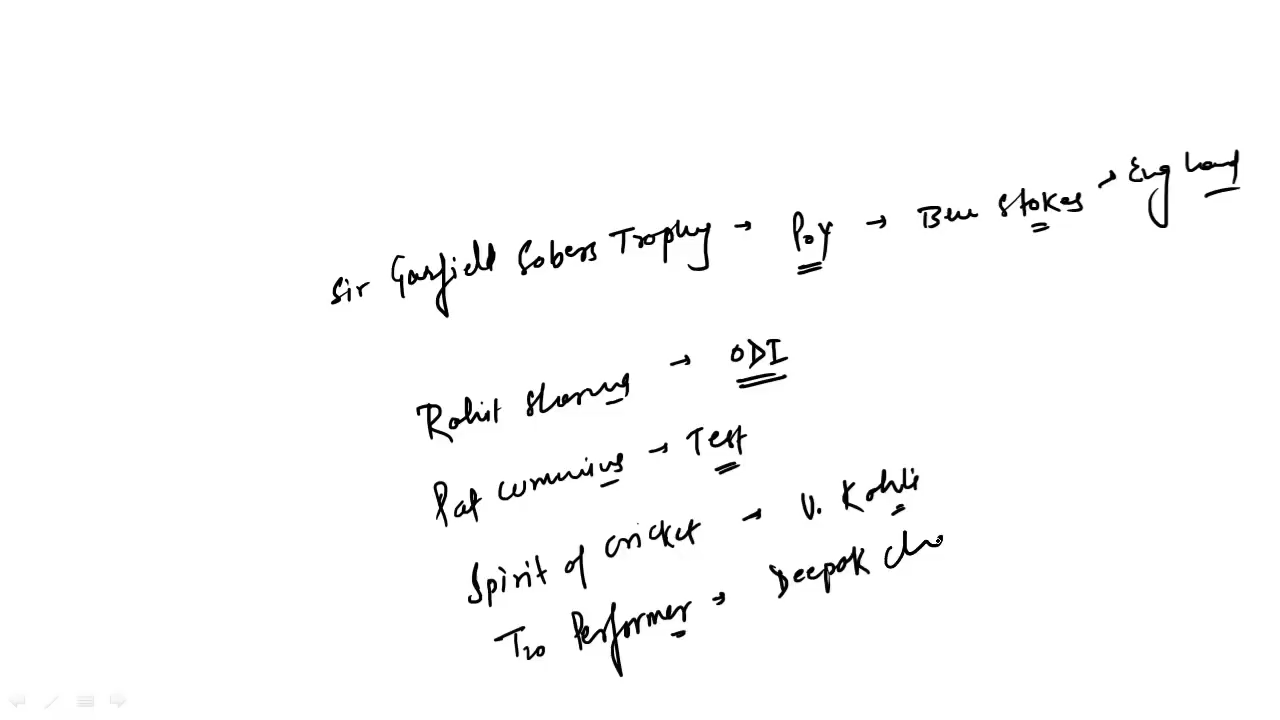 Sir Garfield Sobers Trophy → POY → Ben Stokes → England
Rohit Sharma → ODI
Pat Cummins → Test
Spirit of cricket → V. Kohli
T20 Performer → Deepak Cha